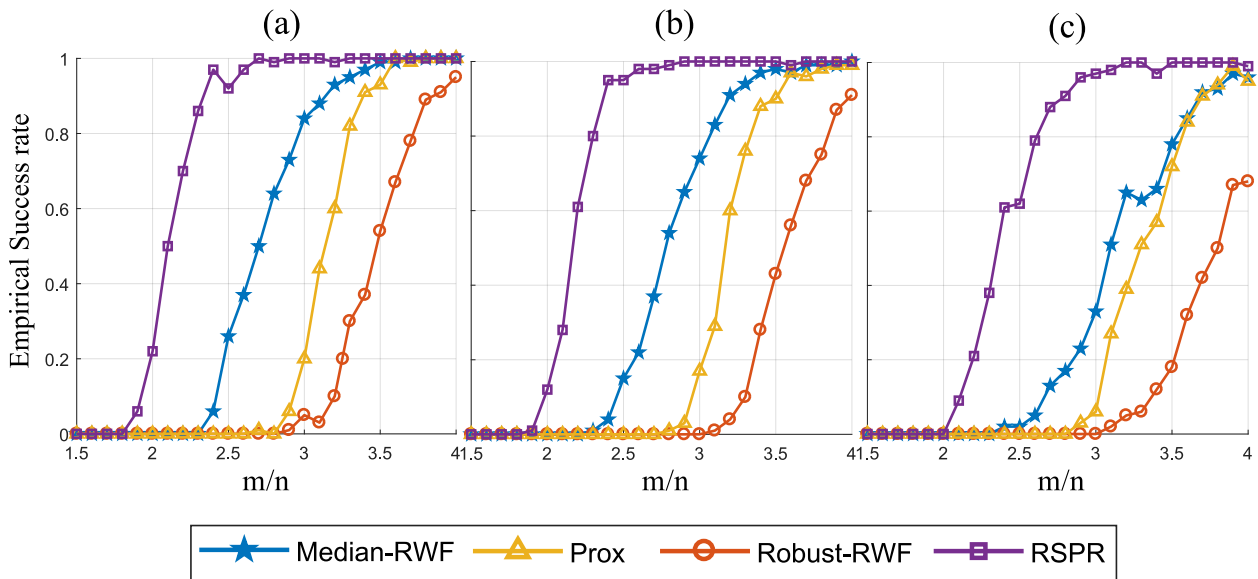 (a) (b) (c)
1
0.8
0.6
0.4
0.2
0
Empirical Success rate
1.5 2 2.5 3 3.5 41.5 2 2.5 3 3.5 41.5 2 2.5 3 3.5 4
m/n m/n m/n
Median-RWF Prox Robust-RWF RSPR